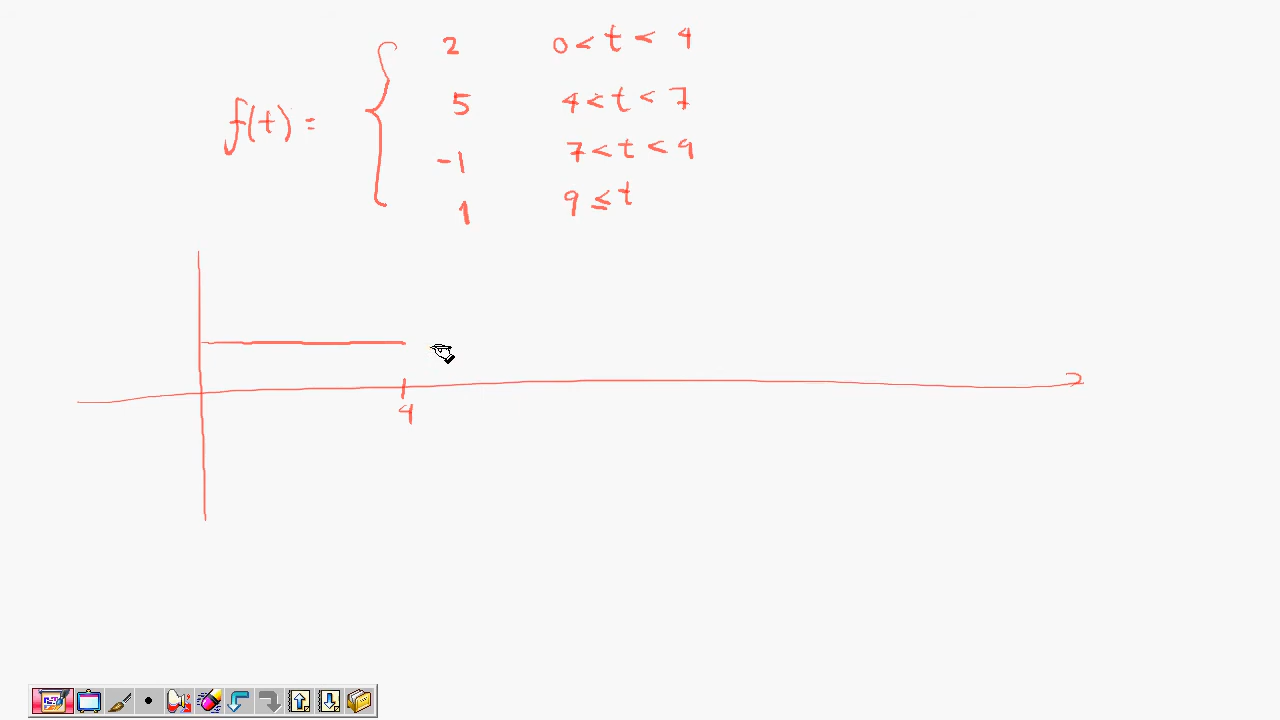 2 0 < t < 4
5 4 < t < 7
f(t) =
-1 7 < t < 9
1 9 ≤ t
4